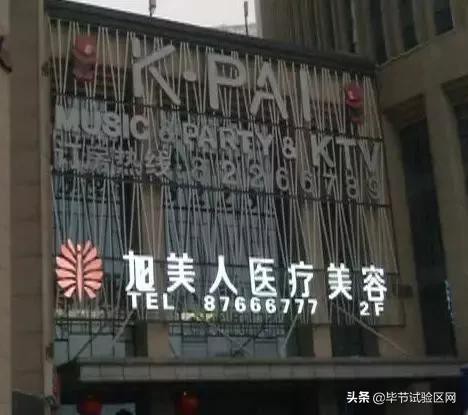 K·PAI
MUSIC & PARTY & KTV
订房热线:82266789
旭美人医疗美容
TEL 87666777 2F
头条 @毕节试验区网